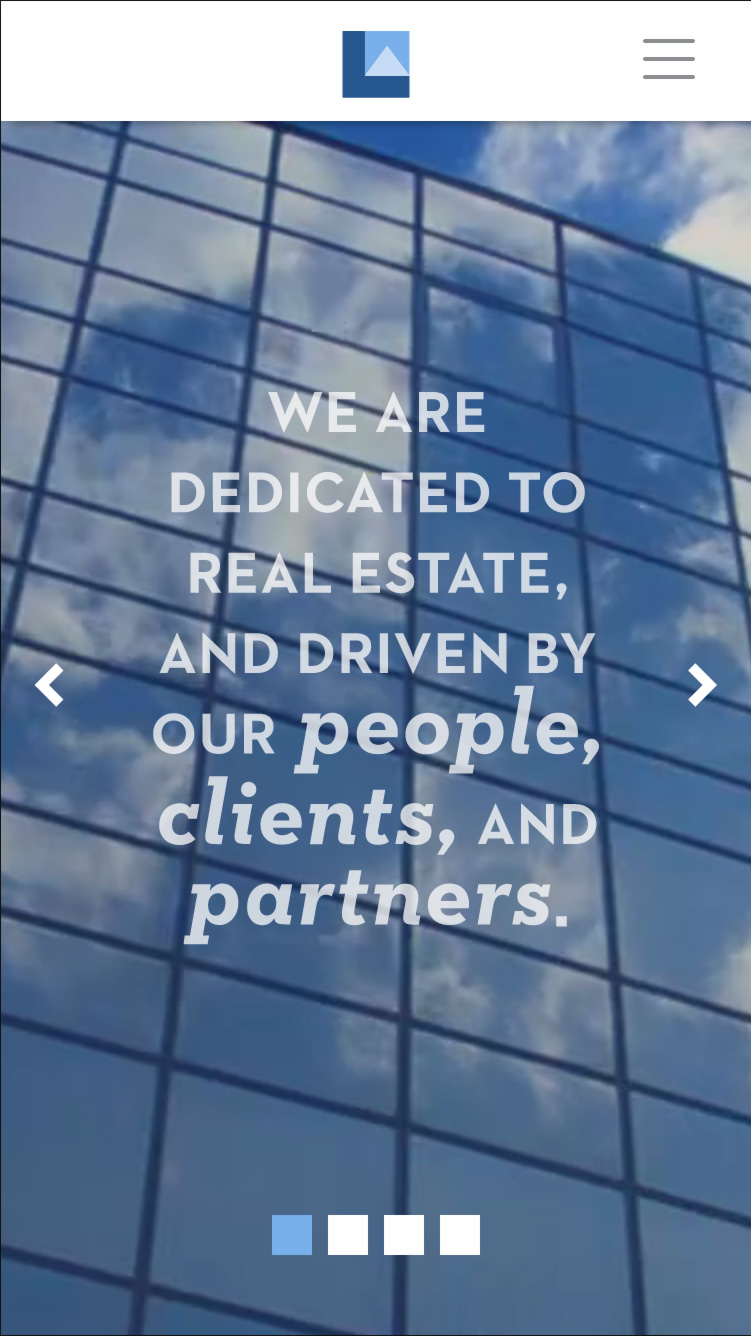 WE ARE
DEDICATED TO
REAL ESTATE,
AND DRIVEN BY
OUR people,
clients, AND
partners.